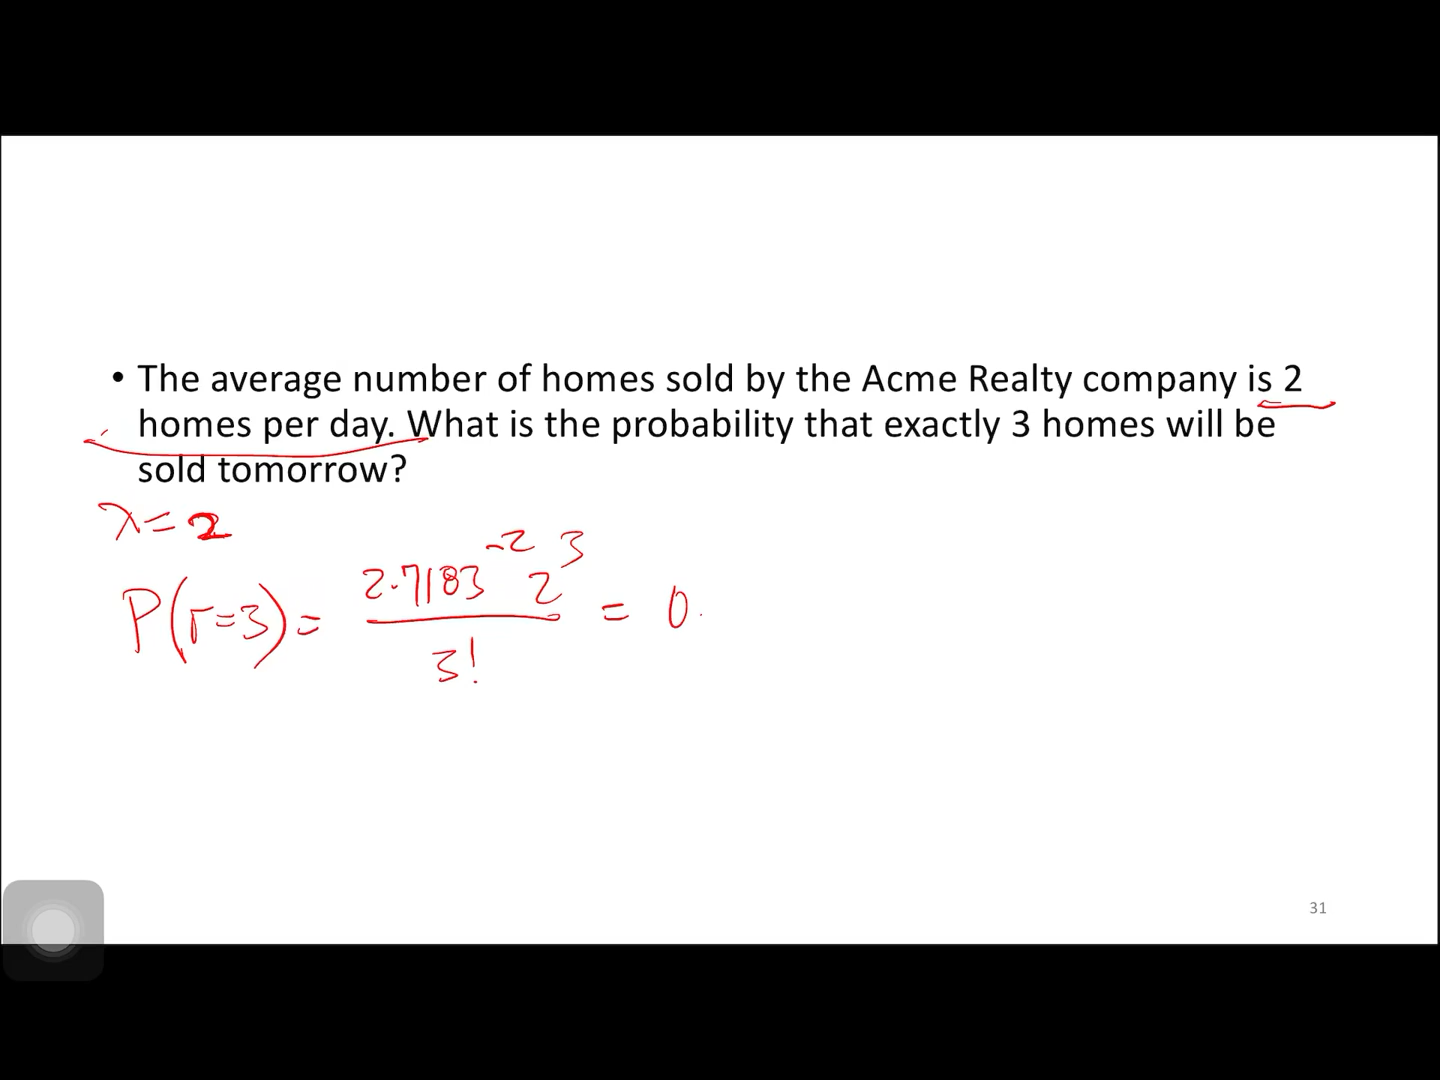 • The average number of homes sold by the Acme Realty company is 2
homes per day. What is the probability that exactly 3 homes will be
sold tomorrow?
λ = 2
P(r=3) = 2.7183^-2 2^3 / 3! = 0.
31